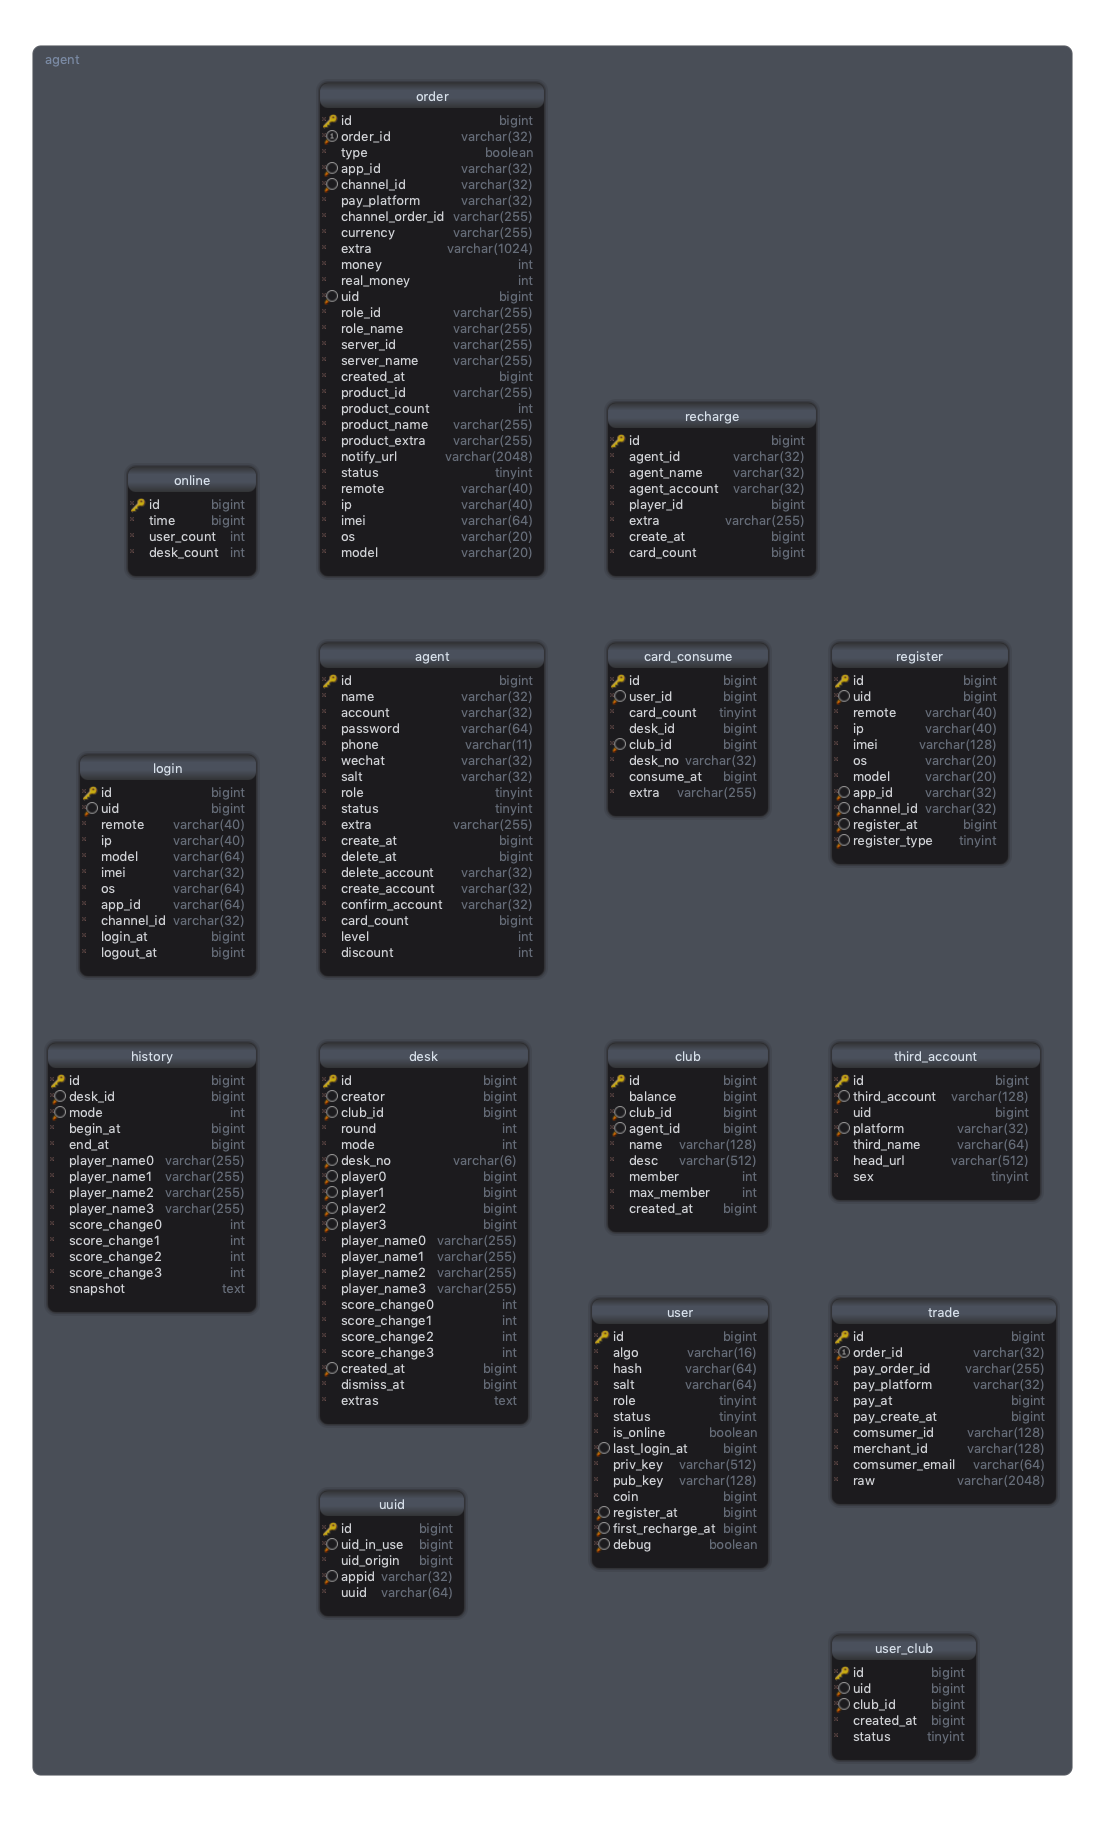 agent
order
id bigint
order_id varchar(32)
type boolean
app_id varchar(32)
channel_id varchar(32)
pay_platform varchar(32)
channel_order_id varchar(255)
currency varchar(255)
extra varchar(1024)
money int
real_money int
uid bigint
role_id varchar(255)
role_name varchar(255)
server_id varchar(255)
server_name varchar(255)
created_at bigint
product_id varchar(255)
product_count int
product_name varchar(255)
product_extra varchar(255)
notify_url varchar(2048)
status tinyint
remote varchar(40)
ip varchar(40)
imei varchar(64)
os varchar(20)
model varchar(20)
recharge
id bigint
agent_id varchar(32)
agent_name varchar(32)
agent_account varchar(32)
player_id bigint
extra varchar(255)
create_at bigint
card_count bigint
online
id bigint
time bigint
user_count int
desk_count int
agent
id bigint
name varchar(32)
account varchar(32)
password varchar(64)
phone varchar(11)
wechat varchar(32)
salt varchar(32)
role tinyint
status tinyint
extra varchar(255)
create_at bigint
delete_at bigint
delete_account varchar(32)
create_account varchar(32)
confirm_account varchar(32)
card_count bigint
level int
discount int
card_consume
id bigint
user_id bigint
card_count tinyint
desk_id bigint
club_id bigint
desk_no varchar(32)
consume_at bigint
extra varchar(255)
register
id bigint
uid bigint
remote varchar(40)
ip varchar(40)
imei varchar(128)
os varchar(20)
model varchar(20)
app_id varchar(32)
channel_id varchar(32)
register_at bigint
register_type tinyint
login
id bigint
uid bigint
remote varchar(40)
ip varchar(40)
model varchar(64)
imei varchar(32)
os varchar(64)
app_id varchar(64)
channel_id varchar(32)
login_at bigint
logout_at bigint
history
id bigint
desk_id bigint
mode int
begin_at bigint
end_at bigint
player_name0 varchar(255)
player_name1 varchar(255)
player_name2 varchar(255)
player_name3 varchar(255)
score_change0 int
score_change1 int
score_change2 int
score_change3 int
snapshot text
desk
id bigint
creator bigint
club_id bigint
round int
mode int
desk_no varchar(6)
player0 bigint
player1 bigint
player2 bigint
player3 bigint
player_name0 varchar(255)
player_name1 varchar(255)
player_name2 varchar(255)
player_name3 varchar(255)
score_change0 int
score_change1 int
score_change2 int
score_change3 int
created_at bigint
dismiss_at bigint
extras text
club
id bigint
balance bigint
club_id bigint
agent_id bigint
name varchar(128)
desc varchar(512)
member int
max_member int
created_at bigint
third_account
id bigint
third_account varchar(128)
uid bigint
platform varchar(32)
third_name varchar(64)
head_url varchar(512)
sex tinyint
user
id bigint
algo varchar(16)
hash varchar(64)
salt varchar(64)
role tinyint
status tinyint
is_online boolean
last_login_at bigint
priv_key varchar(512)
pub_key varchar(128)
coin bigint
register_at bigint
first_recharge_at bigint
debug boolean
trade
id bigint
order_id varchar(32)
pay_order_id varchar(255)
pay_platform varchar(32)
pay_at bigint
pay_create_at bigint
comsumer_id varchar(128)
merchant_id varchar(128)
comsumer_email varchar(64)
raw varchar(2048)
uuid
id bigint
uid_in_use bigint
uid_origin bigint
appid varchar(32)
uuid varchar(64)
user_club
id bigint
uid bigint
club_id bigint
created_at bigint
status tinyint